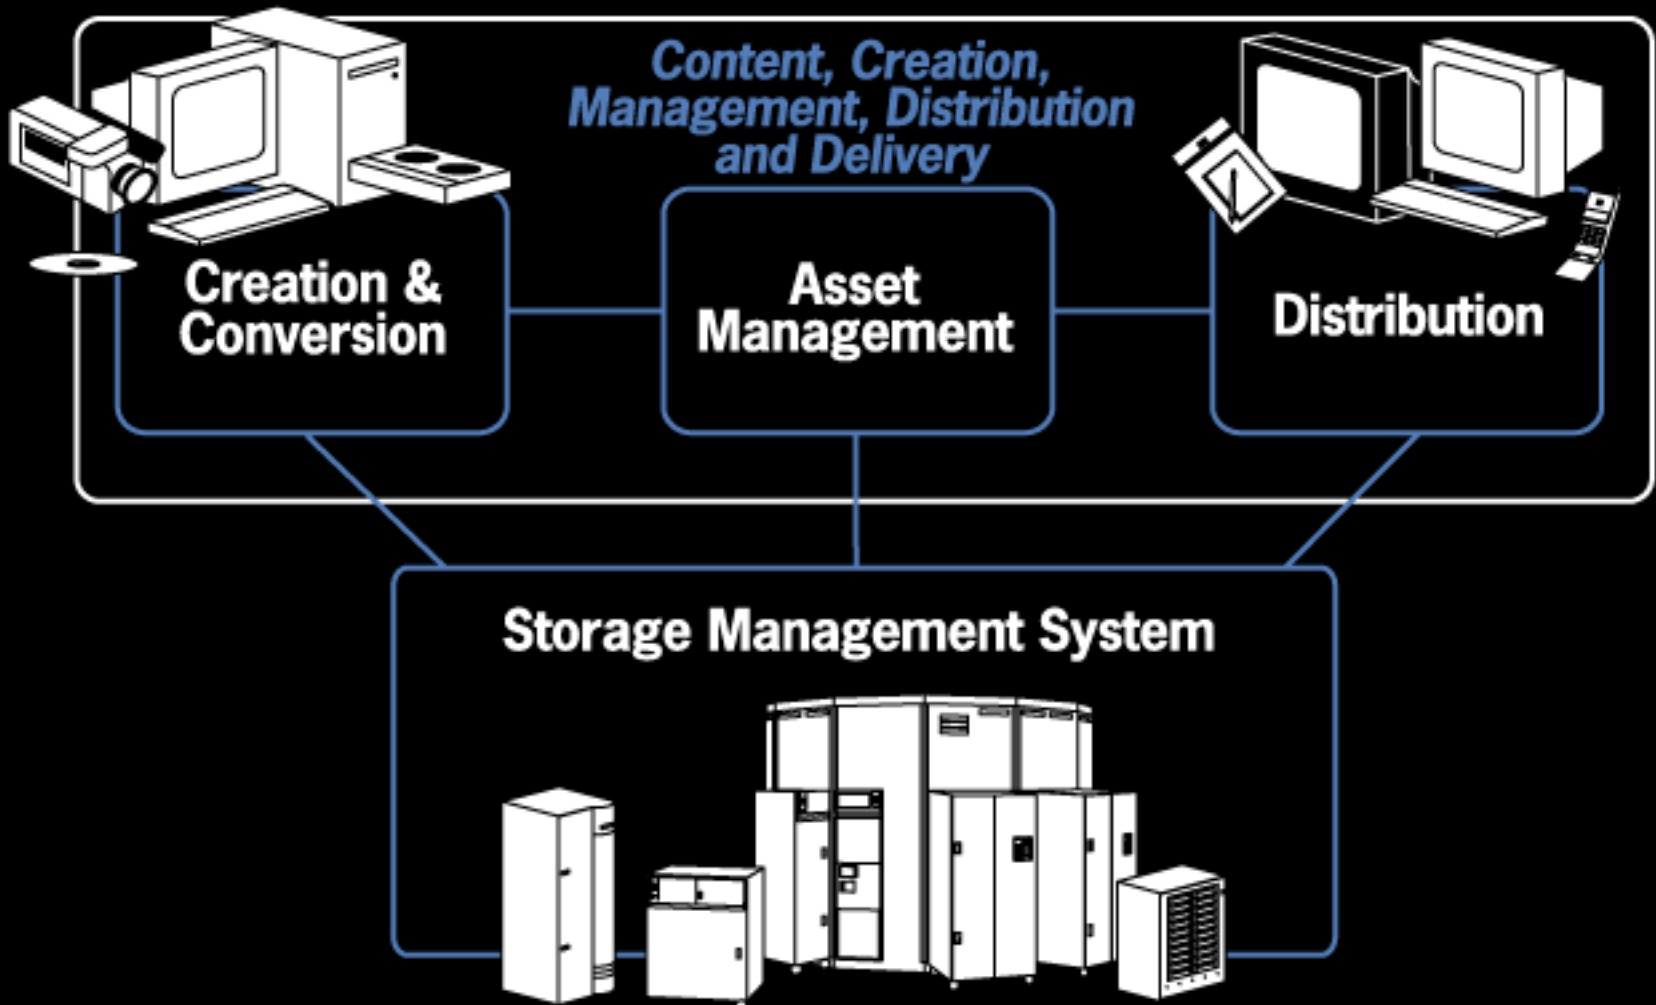 Content, Creation,
Management, Distribution
and Delivery
Creation &
Conversion
Asset
Management
Distribution
Storage Management System